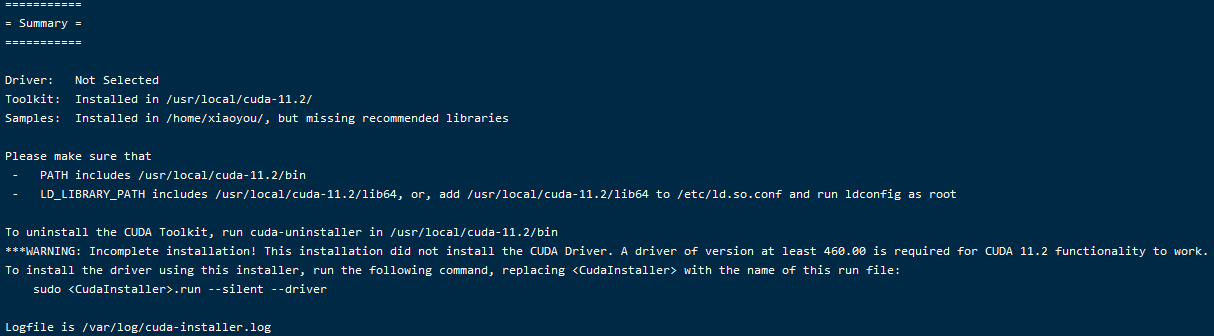 ===========
= Summary =
===========
Driver:   Not Selected
Toolkit:  Installed in /usr/local/cuda-11.2/
Samples:  Installed in /home/xiaoyou/, but missing recommended libraries
Please make sure that
 -   PATH includes /usr/local/cuda-11.2/bin
 -   LD_LIBRARY_PATH includes /usr/local/cuda-11.2/lib64, or, add /usr/local/cuda-11.2/lib64 to /etc/ld.so.conf and run ldconfig as root
To uninstall the CUDA Toolkit, run cuda-uninstaller in /usr/local/cuda-11.2/bin
***WARNING: Incomplete installation! This installation did not install the CUDA Driver. A driver of version at least 460.00 is required for CUDA 11.2 functionality to work.
To install the driver using this installer, run the following command, replacing <CudaInstaller> with the name of this run file:
    sudo <CudaInstaller>.run --silent --driver
Logfile is /var/log/cuda-installer.log